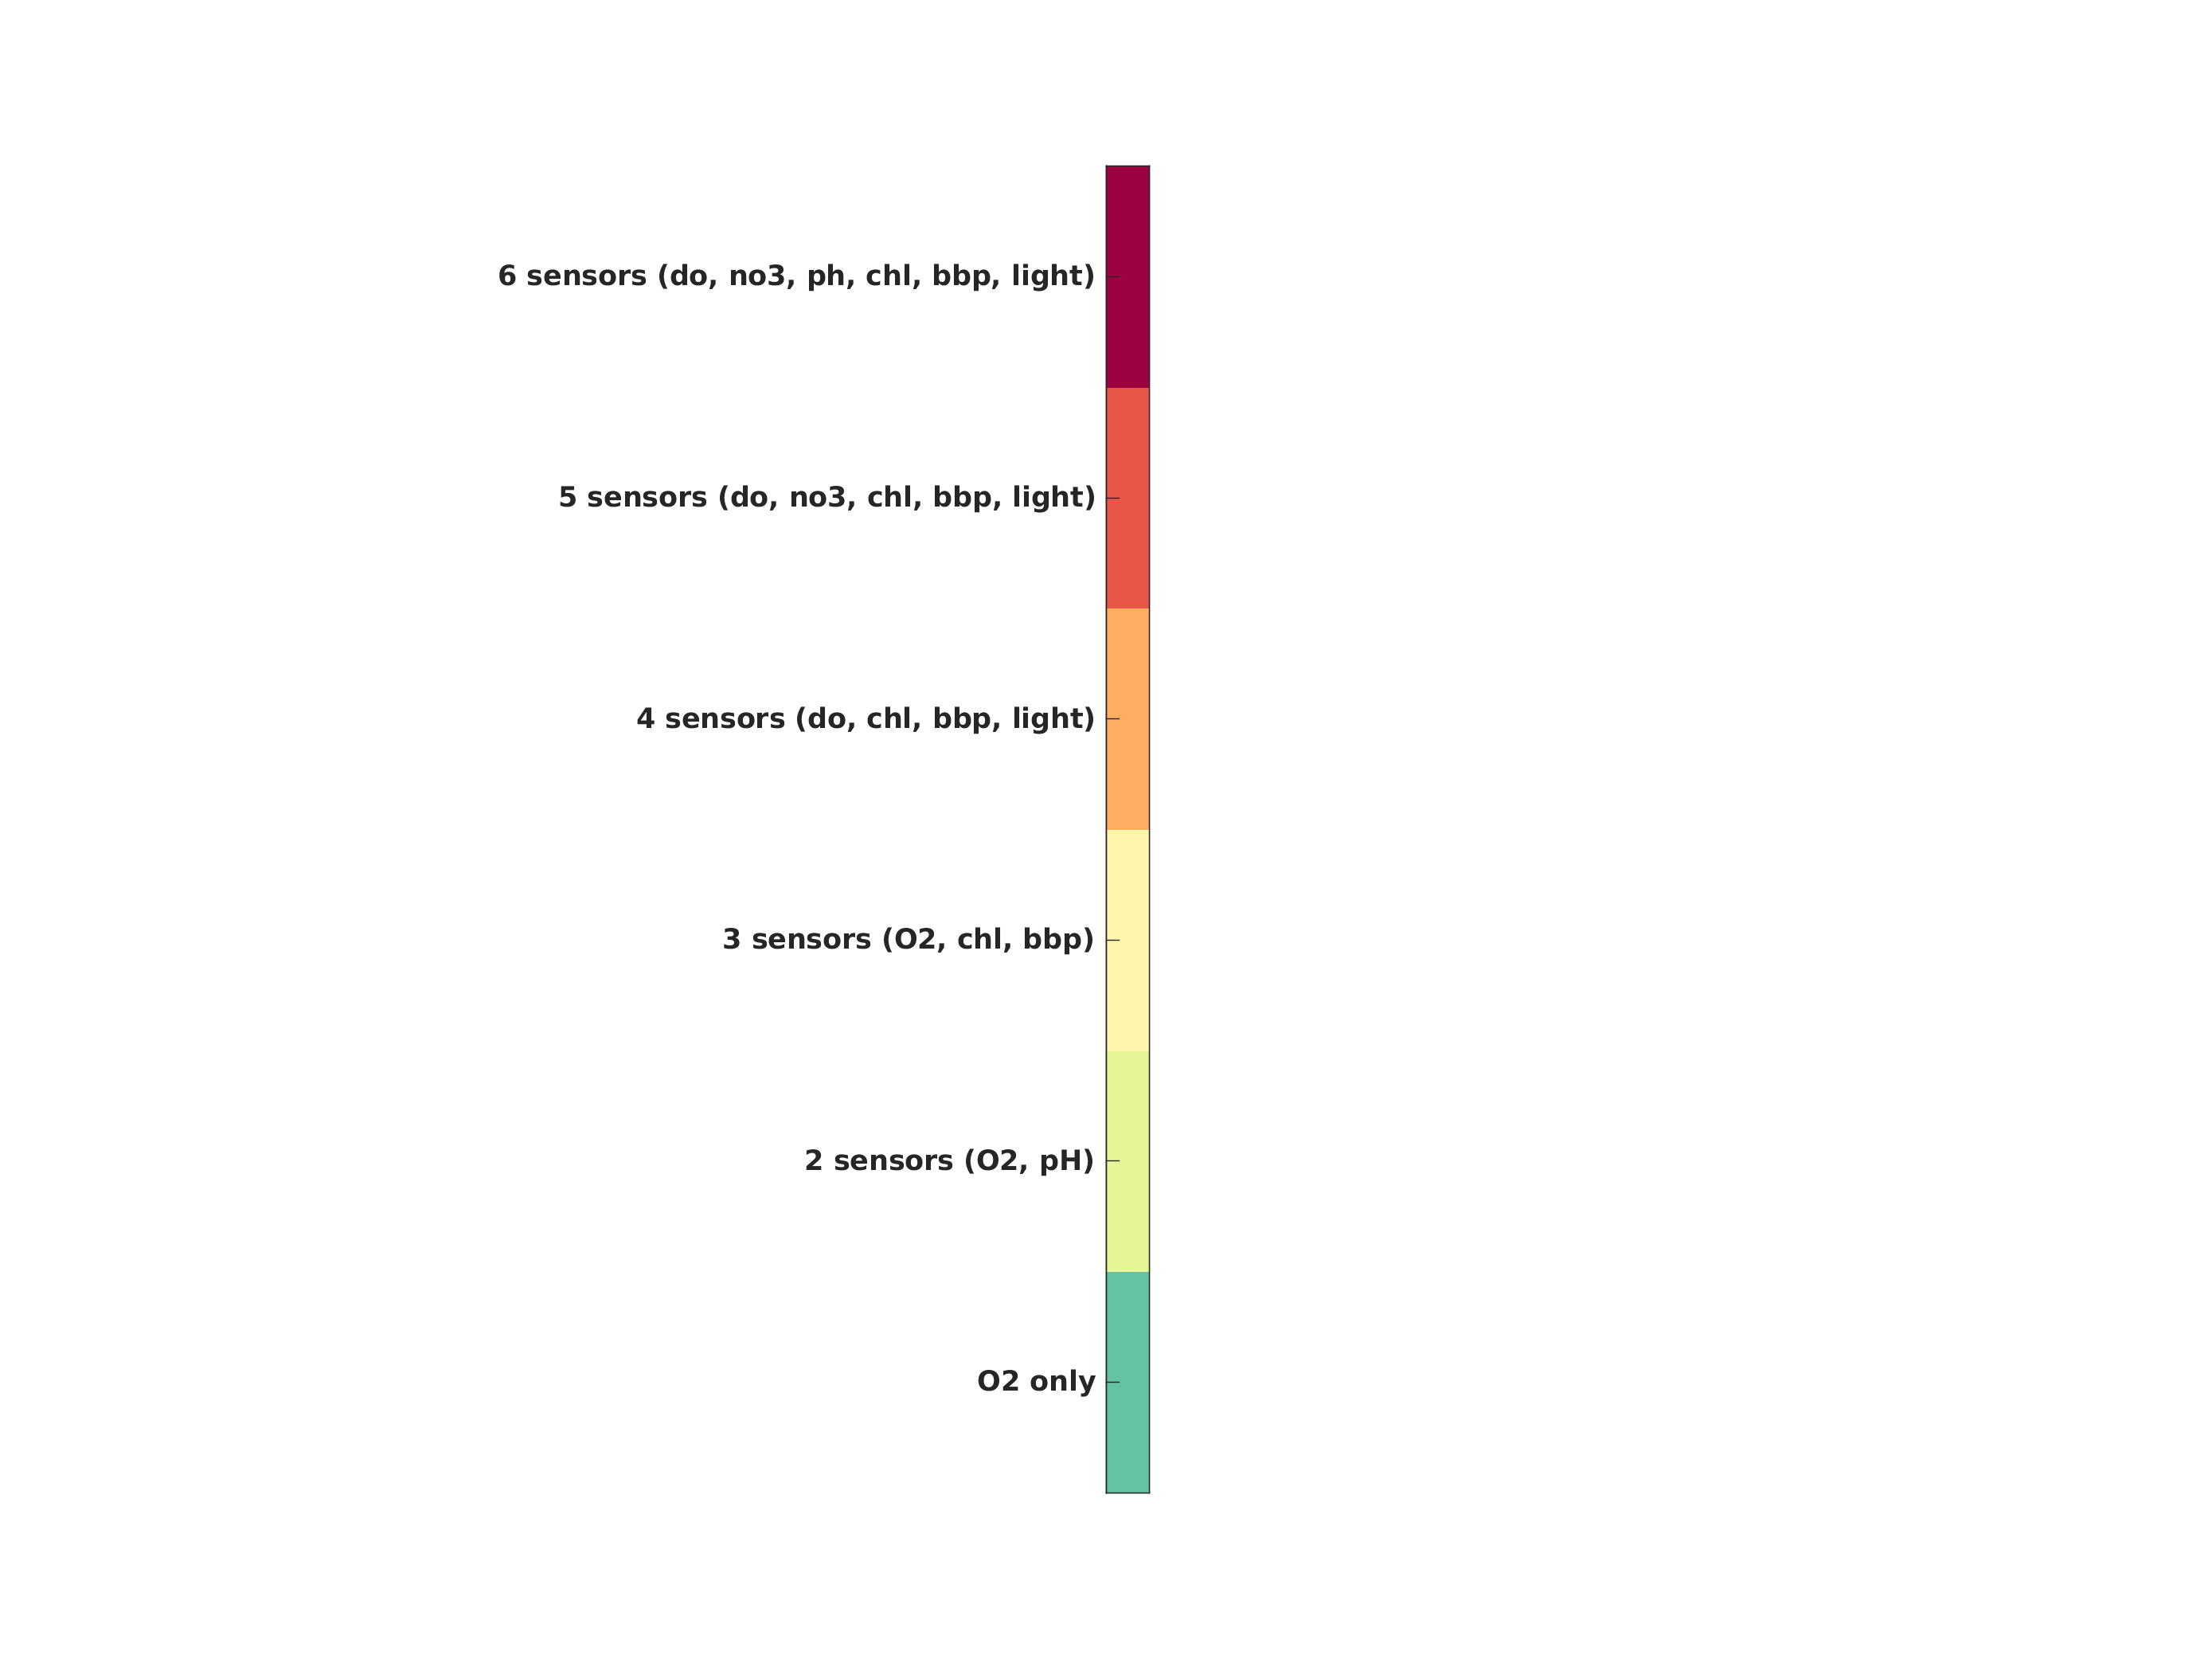 6 sensors (do, no3, ph, chl, bbp, light)
5 sensors (do, no3, chl, bbp, light)
4 sensors (do, chl, bbp, light)
3 sensors (O2, chl, bbp)
2 sensors (O2, pH)
O2 only